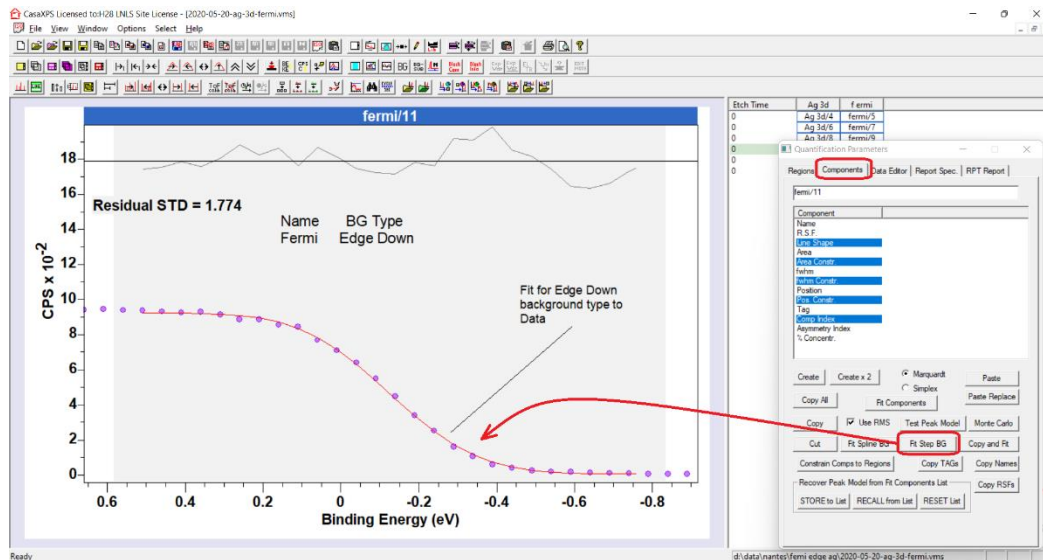 CasaXPS Licensed to:H28 LNLS Site License - [2020-05-20-ag-3d-fermi.vms]
File View Window Options Select Help
fermi/11
Residual STD = 1.774
Name BG Type
Fermi Edge Down
Fit for Edge Down
background type to
Data
CPS x 10-2
18
16
14
12
10
8
6
4
2
0
0.6 0.4 0.2 0 -0.2 -0.4 -0.6 -0.8
Binding Energy (eV)
Etch Time Ag 3d f ermi
0 Ag 3d/4 fermi/5
0 Ag 3d/6 fermi/7
0 Ag 3d/8 fermi/9
0
0
0
Quantification Parameters
Regions Components Data Editor Report Spec. RPT Report
fermi/11
Component
Name
R.S.F.
Line Shape
Area
Area Constr.
fwhm
fwhm Constr.
Position
Pos. Constr.
Tag
Comp Index
Asymmetry Index
% Concentr.
Create Create x 2 Marquardt Paste
Simplex
Copy All Fit Components Paste Replace
Copy Use RMS Test Peak Model Monte Carlo
Cut Fit Spline BG Fit Step BG Copy and Fit
Constrain Comps to Regions Copy TAGs Copy Names
Recover Peak Model from Fit Components List
Copy RSFs
STORE to List RECALL from List RESET List
Ready
d:\data\nantes\femi edge ag\2020-05-20-ag-3d-fermi.vms